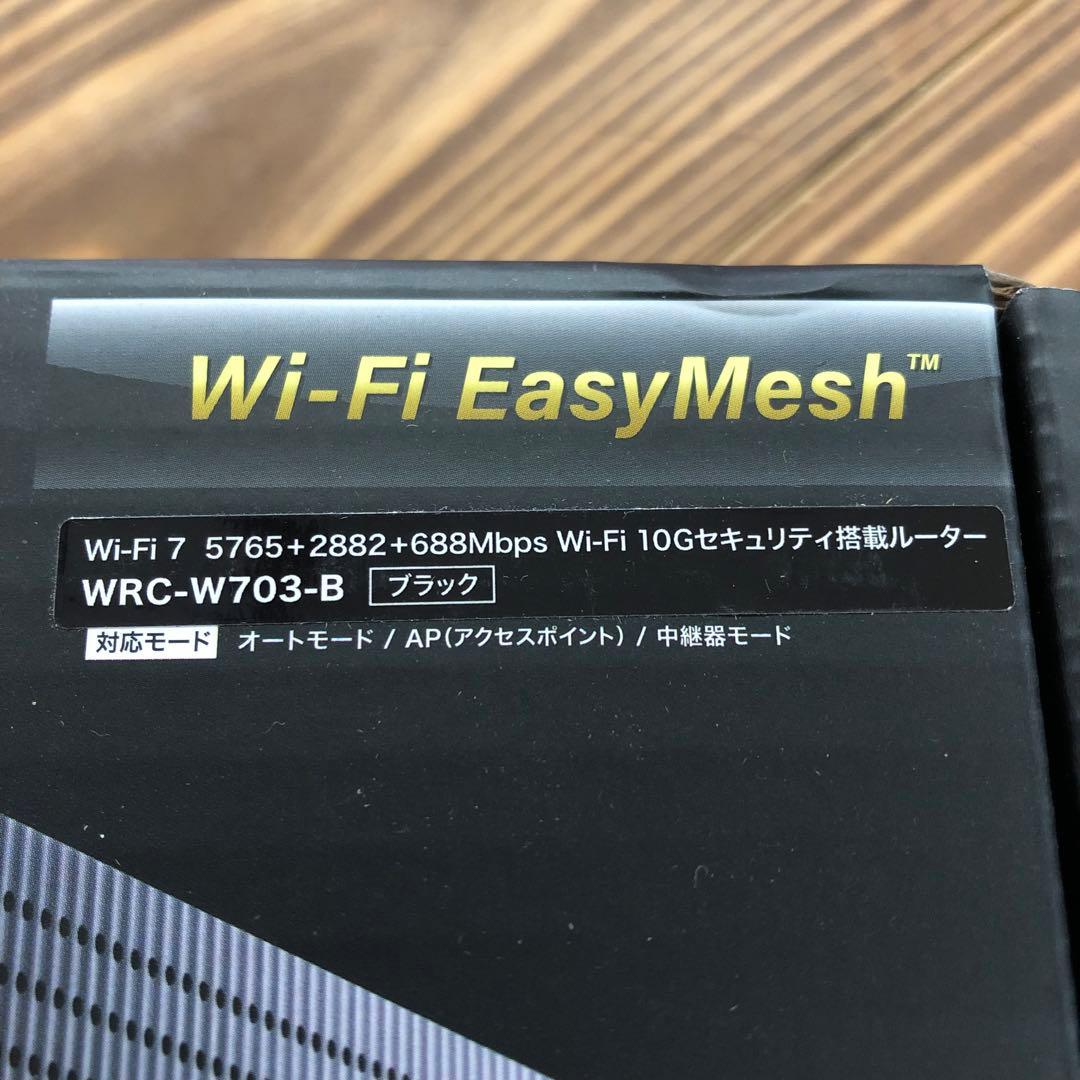 Wi-Fi EasyMesh™
Wi-Fi 7 5765+2882+688Mbps Wi-Fi 10Gセキュリティ搭載ルーター
WRC-W703-B ブラック
対応モード オートモード / AP(アクセスポイント) / 中継器モード